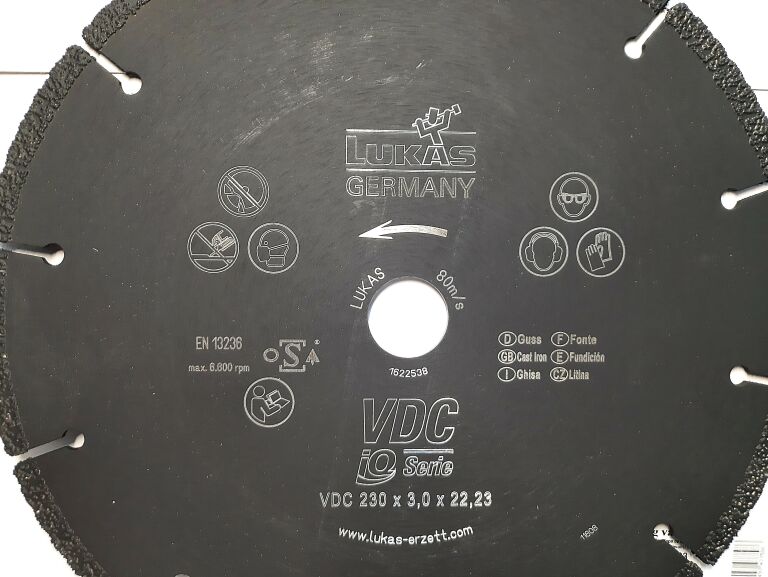 LUKAS
GERMANY
LUKAS 80m/s
1622538
EN 13236
max. 6.600 rpm
S
D Guss F Fonte
GB Cast Iron E Fundición
I Ghisa CZ Litina
VDC
iQ Serie
VDC 230 x 3,0 x 22,23
www.lukas-erzett.com